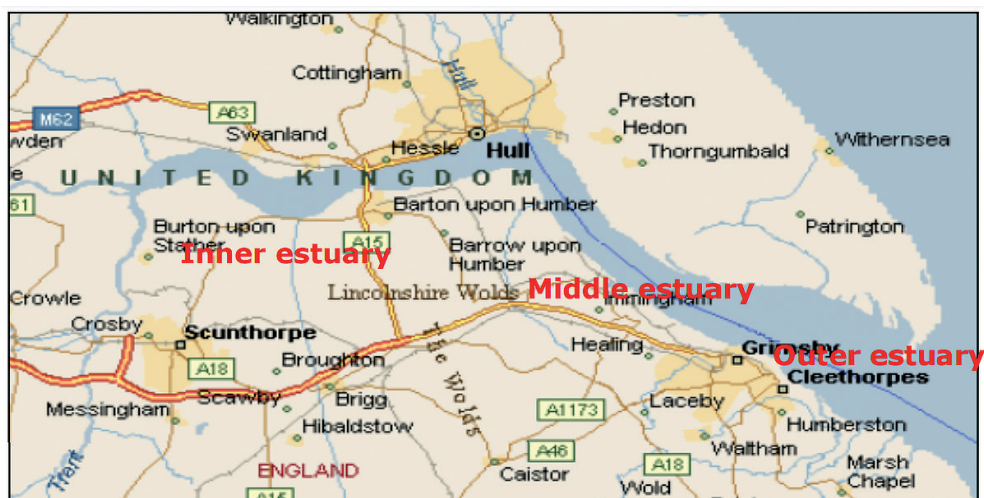 Walkington
Cottingham
Hull
M62
A63
Preston
Swanland
Hedon
Withernsea
wden
Hessle
Hull
Thorngumbald
e
UNITED KINGDOM
61
Barton upon Humber
Patrington
Burton upon
Stather
A15
Barrow upon
Humber
Inner estuary
Crowle
Lincolnshire Wolds
Middle estuary
Immingham
Crosby
Scunthorpe
The Wolds
Healing
Grimsby
Outer estuary
Broughton
A18
Cleethorpes
Messingham
Scawby
Brigg
A1173
Laceby
Hibaldstow
Humberston
Waltham
A46
Trent
ENGLAND
Caistor
A18
Marsh
Chapel
Wold
A15